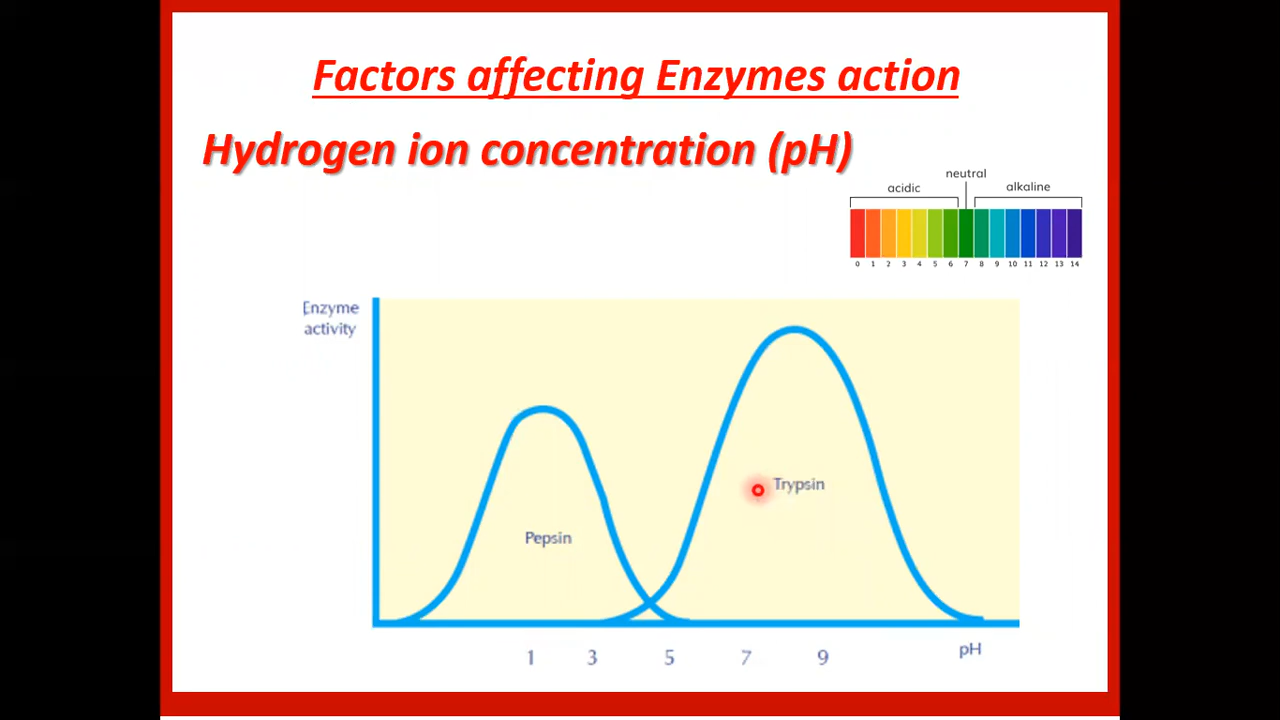 Factors affecting Enzymes action
Hydrogen ion concentration (pH)
neutral
acidic
alkaline
0 1 2 3 4 5 6 7 8 9 10 11 12 13 14
Enzyme
activity
Trypsin
Pepsin
1 3 5 7 9 pH